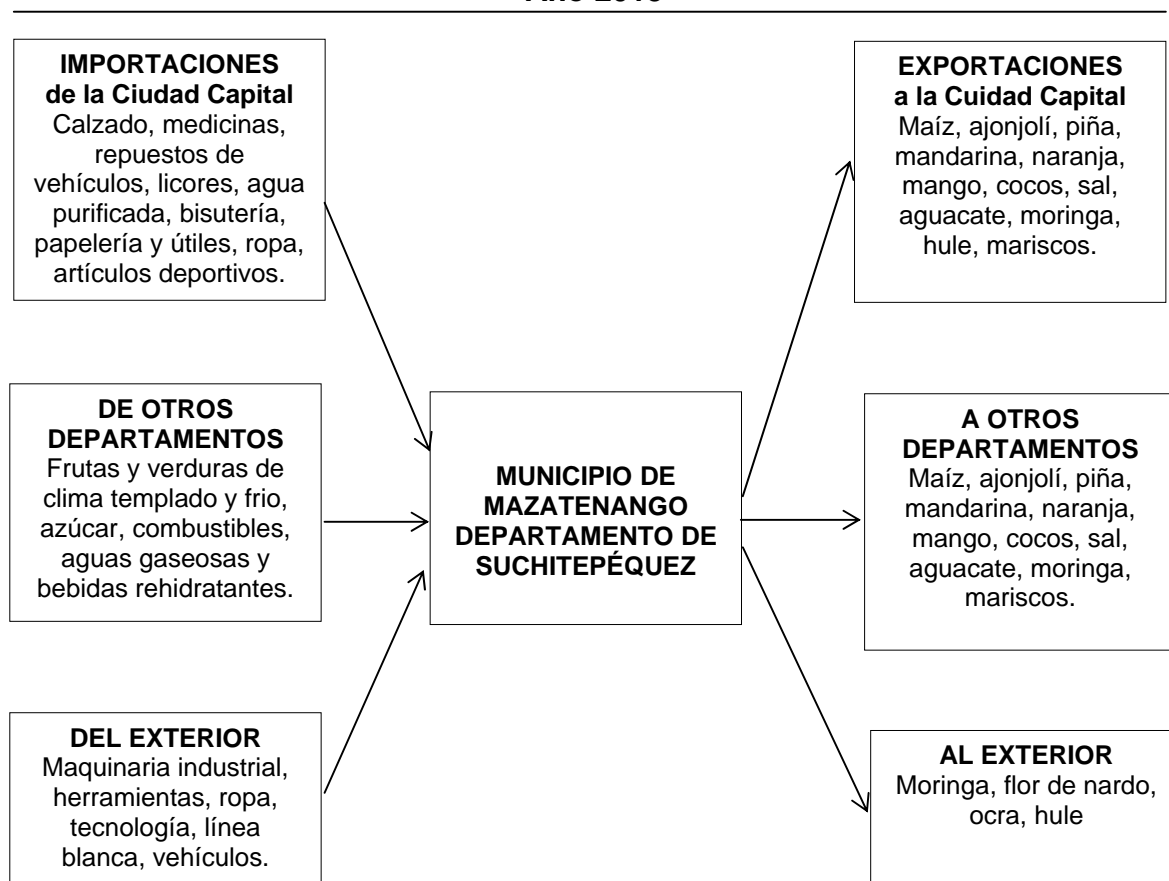 IMPORTACIONES
de la Ciudad Capital
Calzado, medicinas,
repuestos de
vehículos, licores, agua
purificada, bisutería,
papelería y útiles, ropa,
artículos deportivos.
DE OTROS
DEPARTAMENTOS
Frutas y verduras de
clima templado y frio,
azúcar, combustibles,
aguas gaseosas y
bebidas rehidratantes.
DEL EXTERIOR
Maquinaria industrial,
herramientas, ropa,
tecnología, línea
blanca, vehículos.
MUNICIPIO DE
MAZATENANGO
DEPARTAMENTO DE
SUCHITEPÉQUEZ
EXPORTACIONES
a la Cuidad Capital
Maíz, ajonjolí, piña,
mandarina, naranja,
mango, cocos, sal,
aguacate, moringa,
hule, mariscos.
A OTROS
DEPARTAMENTOS
Maíz, ajonjolí, piña,
mandarina, naranja,
mango, cocos, sal,
aguacate, moringa,
mariscos.
AL EXTERIOR
Moringa, flor de nardo,
ocra, hule